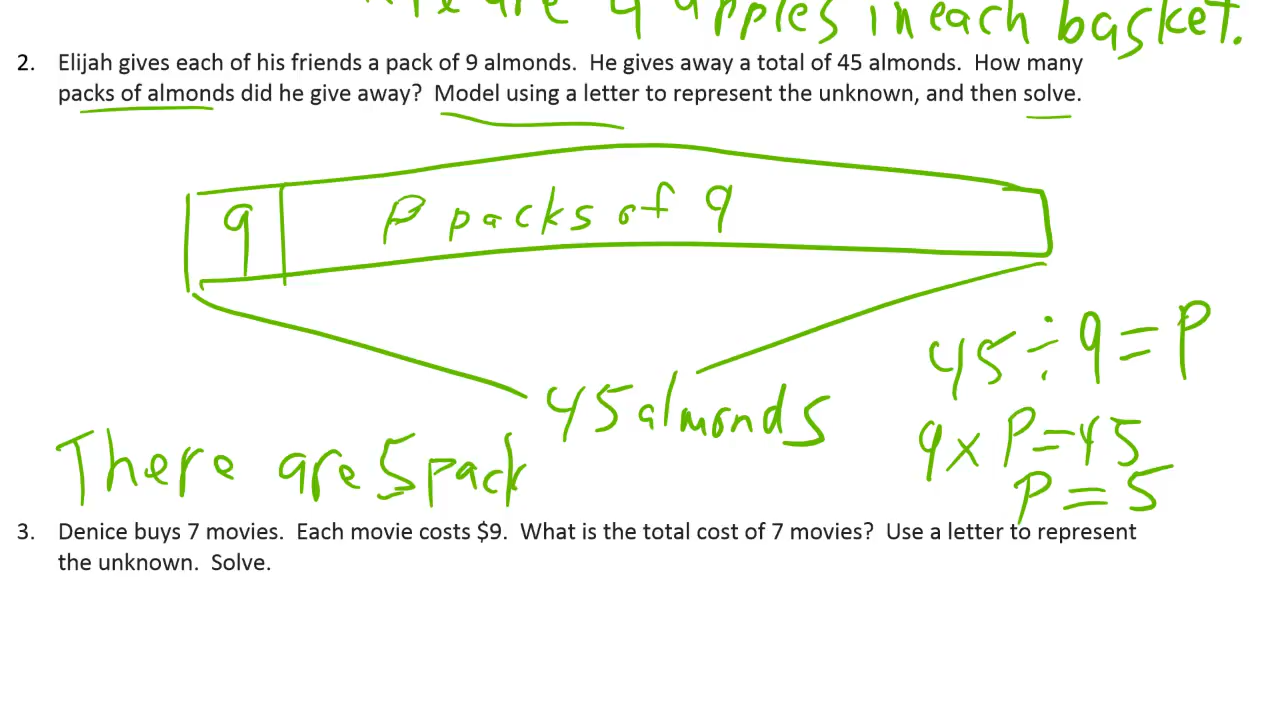 are 9 apples in each basket.
2. Elijah gives each of his friends a pack of 9 almonds. He gives away a total of 45 almonds. How many
packs of almonds did he give away? Model using a letter to represent the unknown, and then solve.
9 P packs of 9
45 ÷ 9 = P
45 almonds
9 x P = 45
There are 5 pack
P = 5
3. Denice buys 7 movies. Each movie costs $9. What is the total cost of 7 movies? Use a letter to represent
the unknown. Solve.